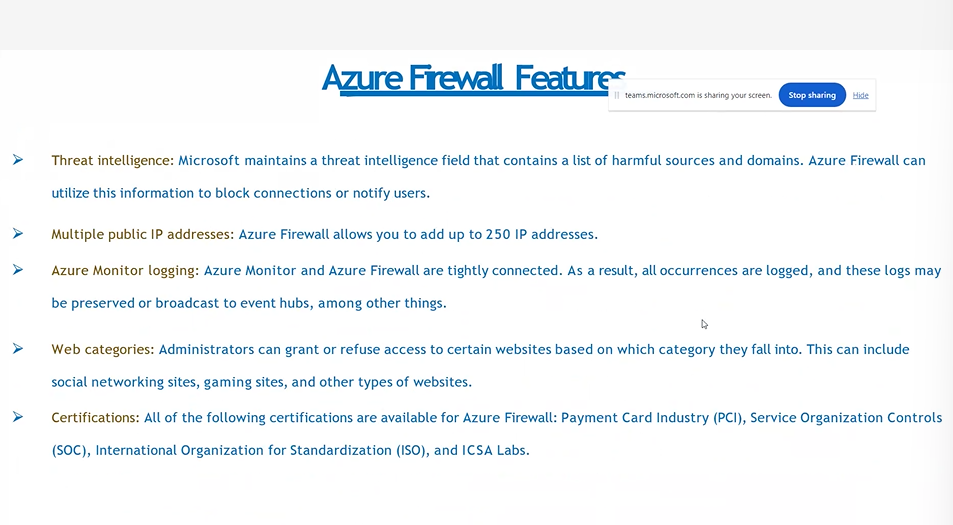 Azure Firewall Features
teams.microsoft.com is sharing your screen. Stop sharing Hide
➢ Threat intelligence: Microsoft maintains a threat intelligence field that contains a list of harmful sources and domains. Azure Firewall can
utilize this information to block connections or notify users.
➢ Multiple public IP addresses: Azure Firewall allows you to add up to 250 IP addresses.
➢ Azure Monitor logging: Azure Monitor and Azure Firewall are tightly connected. As a result, all occurrences are logged, and these logs may
be preserved or broadcast to event hubs, among other things.
➢ Web categories: Administrators can grant or refuse access to certain websites based on which category they fall into. This can include
social networking sites, gaming sites, and other types of websites.
➢ Certifications: All of the following certifications are available for Azure Firewall: Payment Card Industry (PCI), Service Organization Controls
(SOC), International Organization for Standardization (ISO), and ICSA Labs.